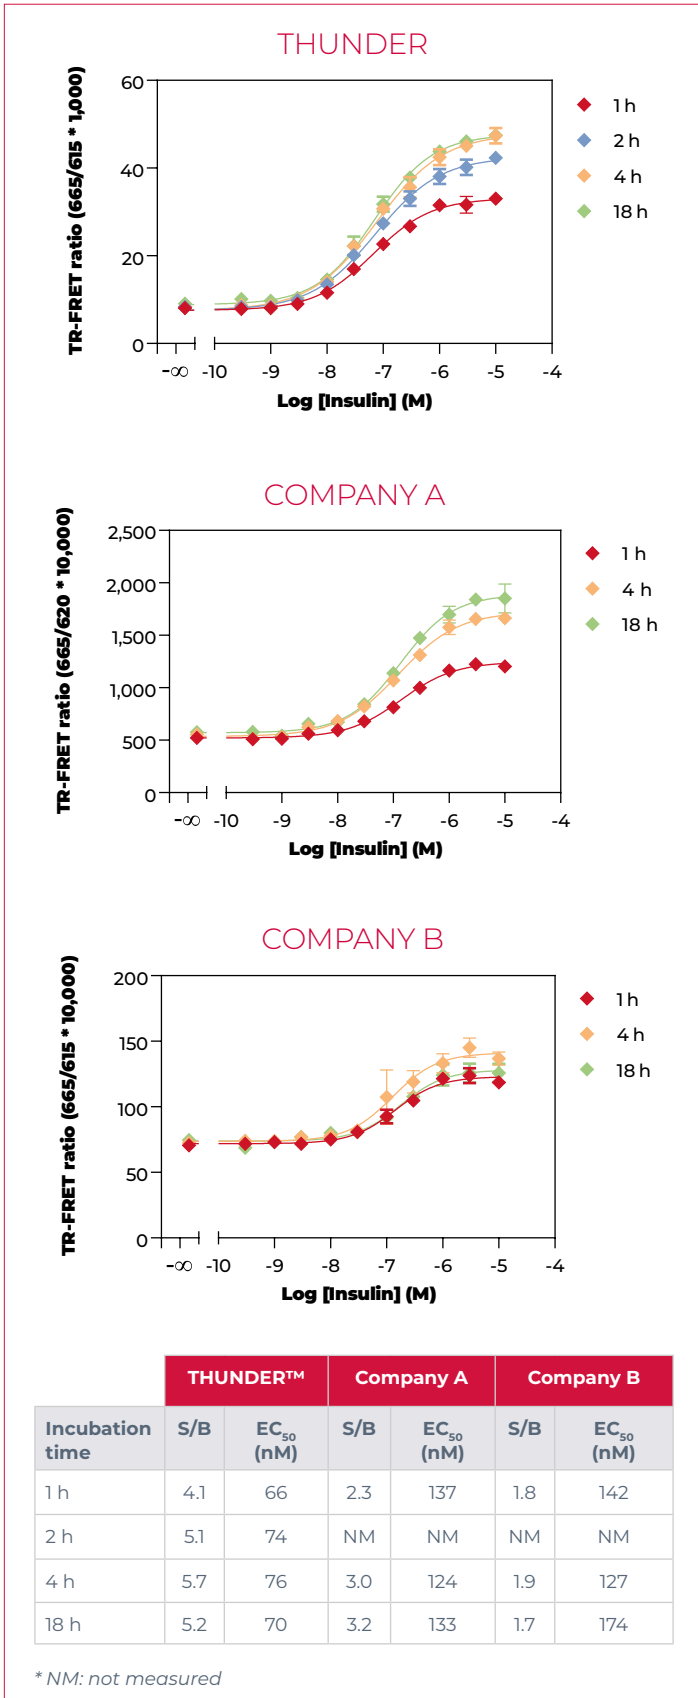 THUNDER
TR-FRET ratio (665/615 * 1,000)
60
40
20
0
-∞ -10 -9 -8 -7 -6 -5 -4
Log [Insulin] (M)
1 h
2 h
4 h
18 h
COMPANY A
TR-FRET ratio (665/620 * 10,000)
2,500
2,000
1,500
1,000
500
0
-∞ -10 -9 -8 -7 -6 -5 -4
Log [Insulin] (M)
1 h
4 h
18 h
COMPANY B
TR-FRET ratio (665/615 * 10,000)
200
150
100
50
0
-∞ -10 -9 -8 -7 -6 -5 -4
Log [Insulin] (M)
1 h
4 h
18 h
THUNDER™ Company A Company B
Incubation time S/B EC50 (nM) S/B EC50 (nM) S/B EC50 (nM)
1 h 4.1 66 2.3 137 1.8 142
2 h 5.1 74 NM NM NM NM
4 h 5.7 76 3.0 124 1.9 127
18 h 5.2 70 3.2 133 1.7 174
* NM: not measured